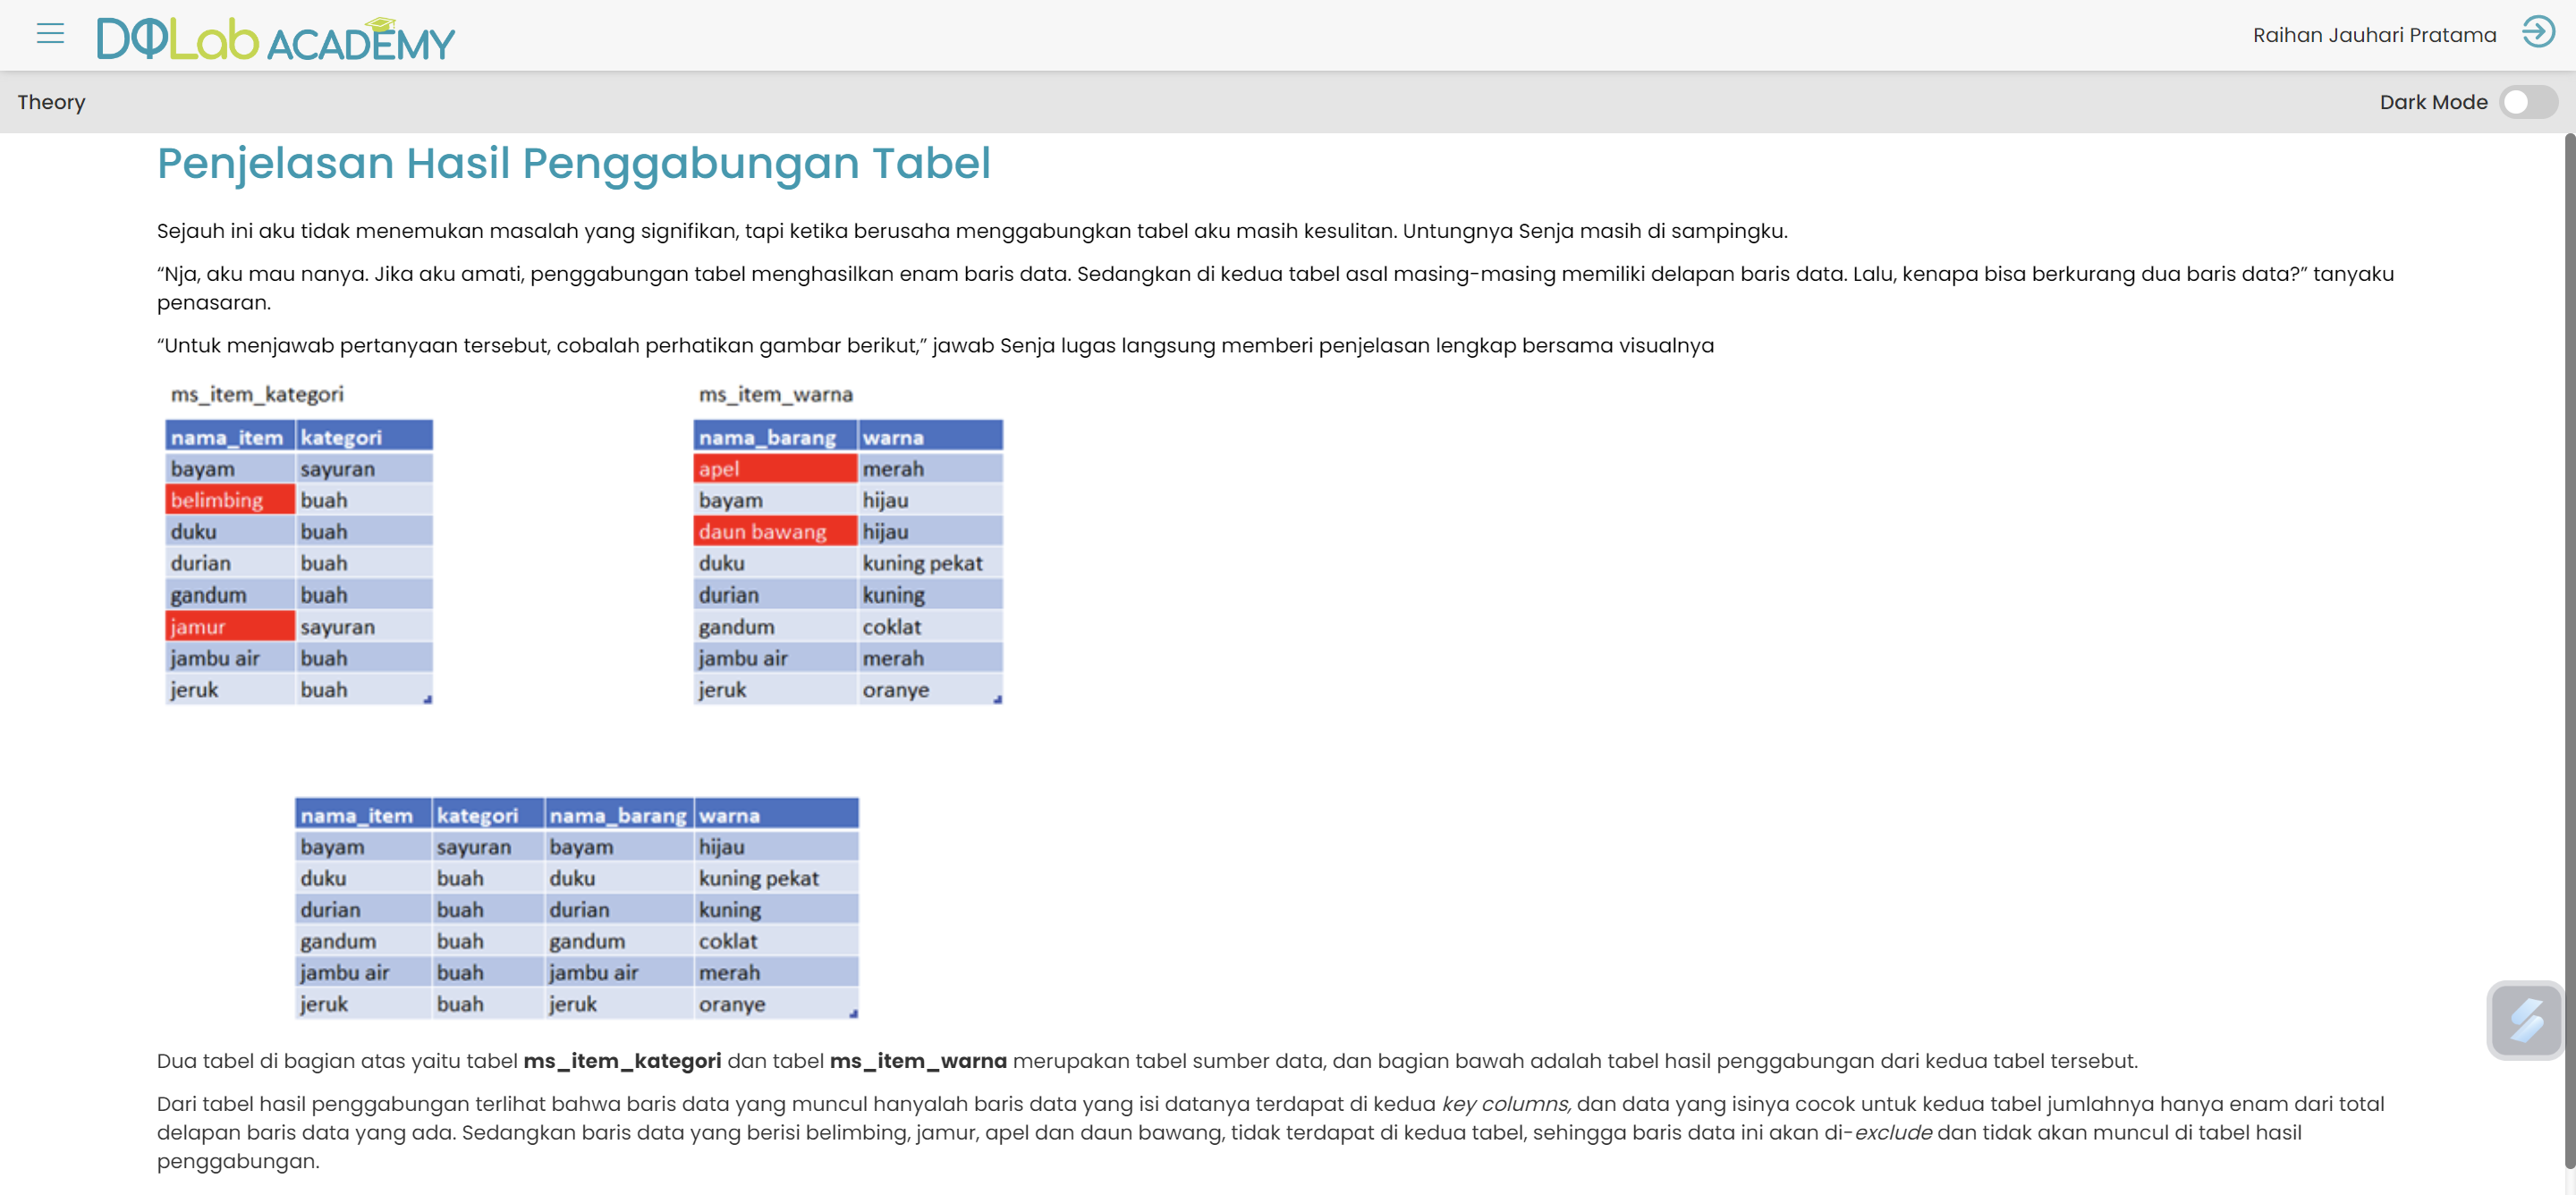 DQLab ACADEMY
Raihan Jauhari Pratama
Theory
Dark Mode
Penjelasan Hasil Penggabungan Tabel
Sejauh ini aku tidak menemukan masalah yang signifikan, tapi ketika berusaha menggabungkan tabel aku masih kesulitan. Untungnya Senja masih di sampingku.
“Nja, aku mau nanya. Jika aku amati, penggabungan tabel menghasilkan enam baris data. Sedangkan di kedua tabel asal masing-masing memiliki delapan baris data. Lalu, kenapa bisa berkurang dua baris data?” tanyaku
penasaran.
“Untuk menjawab pertanyaan tersebut, cobalah perhatikan gambar berikut,” jawab Senja lugas langsung memberi penjelasan lengkap bersama visualnya
ms_item_kategori
nama_item kategori
bayam sayuran
belimbing buah
duku buah
durian buah
gandum buah
jamur sayuran
jambu air buah
jeruk buah
ms_item_warna
nama_barang warna
apel merah
bayam hijau
daun bawang hijau
duku kuning pekat
durian kuning
gandum coklat
jambu air merah
jeruk oranye
nama_item kategori nama_barang warna
bayam sayuran bayam hijau
duku buah duku kuning pekat
durian buah durian kuning
gandum buah gandum coklat
jambu air buah jambu air merah
jeruk buah jeruk oranye
Dua tabel di bagian atas yaitu tabel ms_item_kategori dan tabel ms_item_warna merupakan tabel sumber data, dan bagian bawah adalah tabel hasil penggabungan dari kedua tabel tersebut.
Dari tabel hasil penggabungan terlihat bahwa baris data yang muncul hanyalah baris data yang isi datanya terdapat di kedua key columns, dan data yang isinya cocok untuk kedua tabel jumlahnya hanya enam dari total
delapan baris data yang ada. Sedangkan baris data yang berisi belimbing, jamur, apel dan daun bawang, tidak terdapat di kedua tabel, sehingga baris data ini akan di-exclude dan tidak akan muncul di tabel hasil
penggabungan.